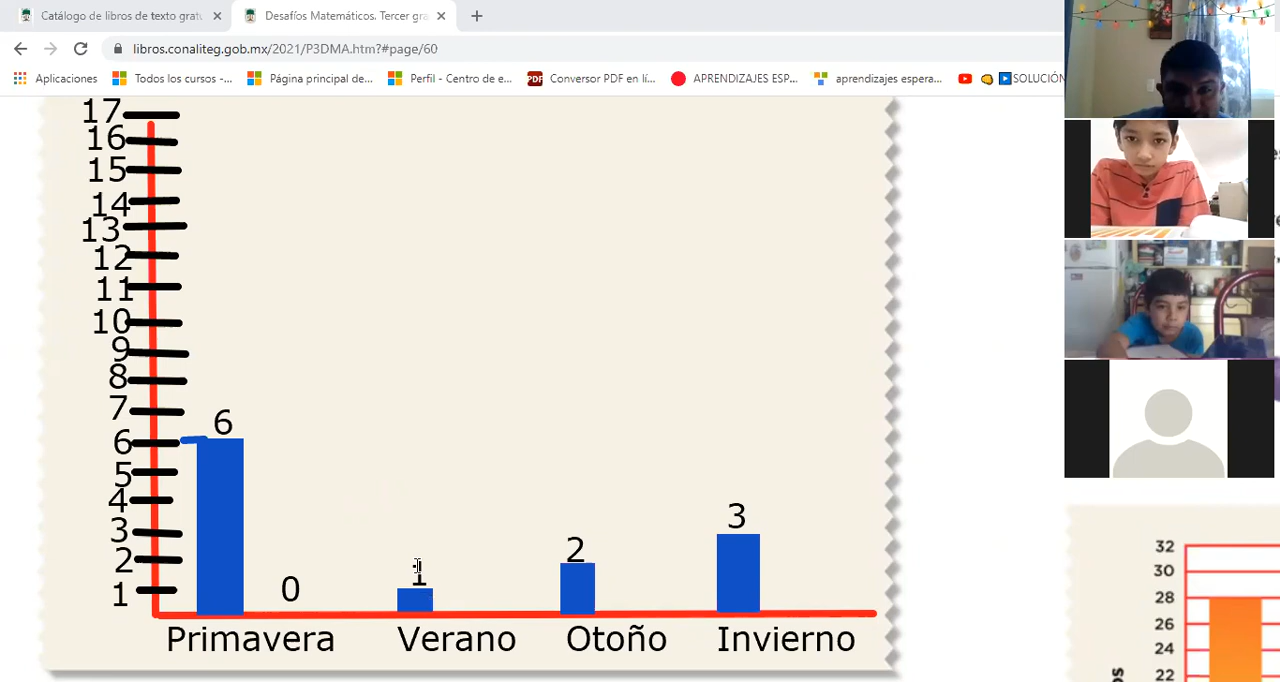 Catálogo de libros de texto gratu
Desafíos Matemáticos. Tercer gra
libros.conaliteg.gob.mx/2021/P3DMA.htm?#page/60
Aplicaciones
Todos los cursos -...
Página principal de...
Perfil - Centro de e...
PDF
Conversor PDF en lí...
APRENDIZAJES ESP...
aprendizajes espera...
SOLUCIÓN
17
16
15
14
13
12
11
10
9
8
7
6
5
4
3
2
1
6
0
1
2
3
Primavera
Verano
Otoño
Invierno
32
30
28
26
24
22